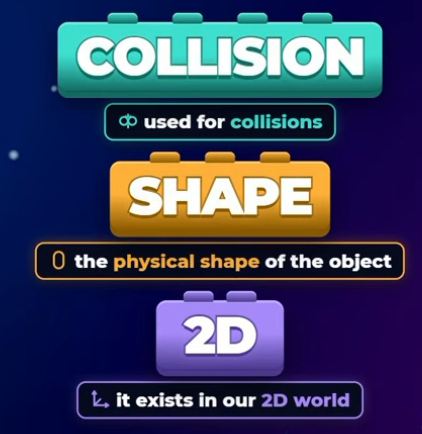 COLLISION
used for collisions
SHAPE
the physical shape of the object
2D
it exists in our 2D world